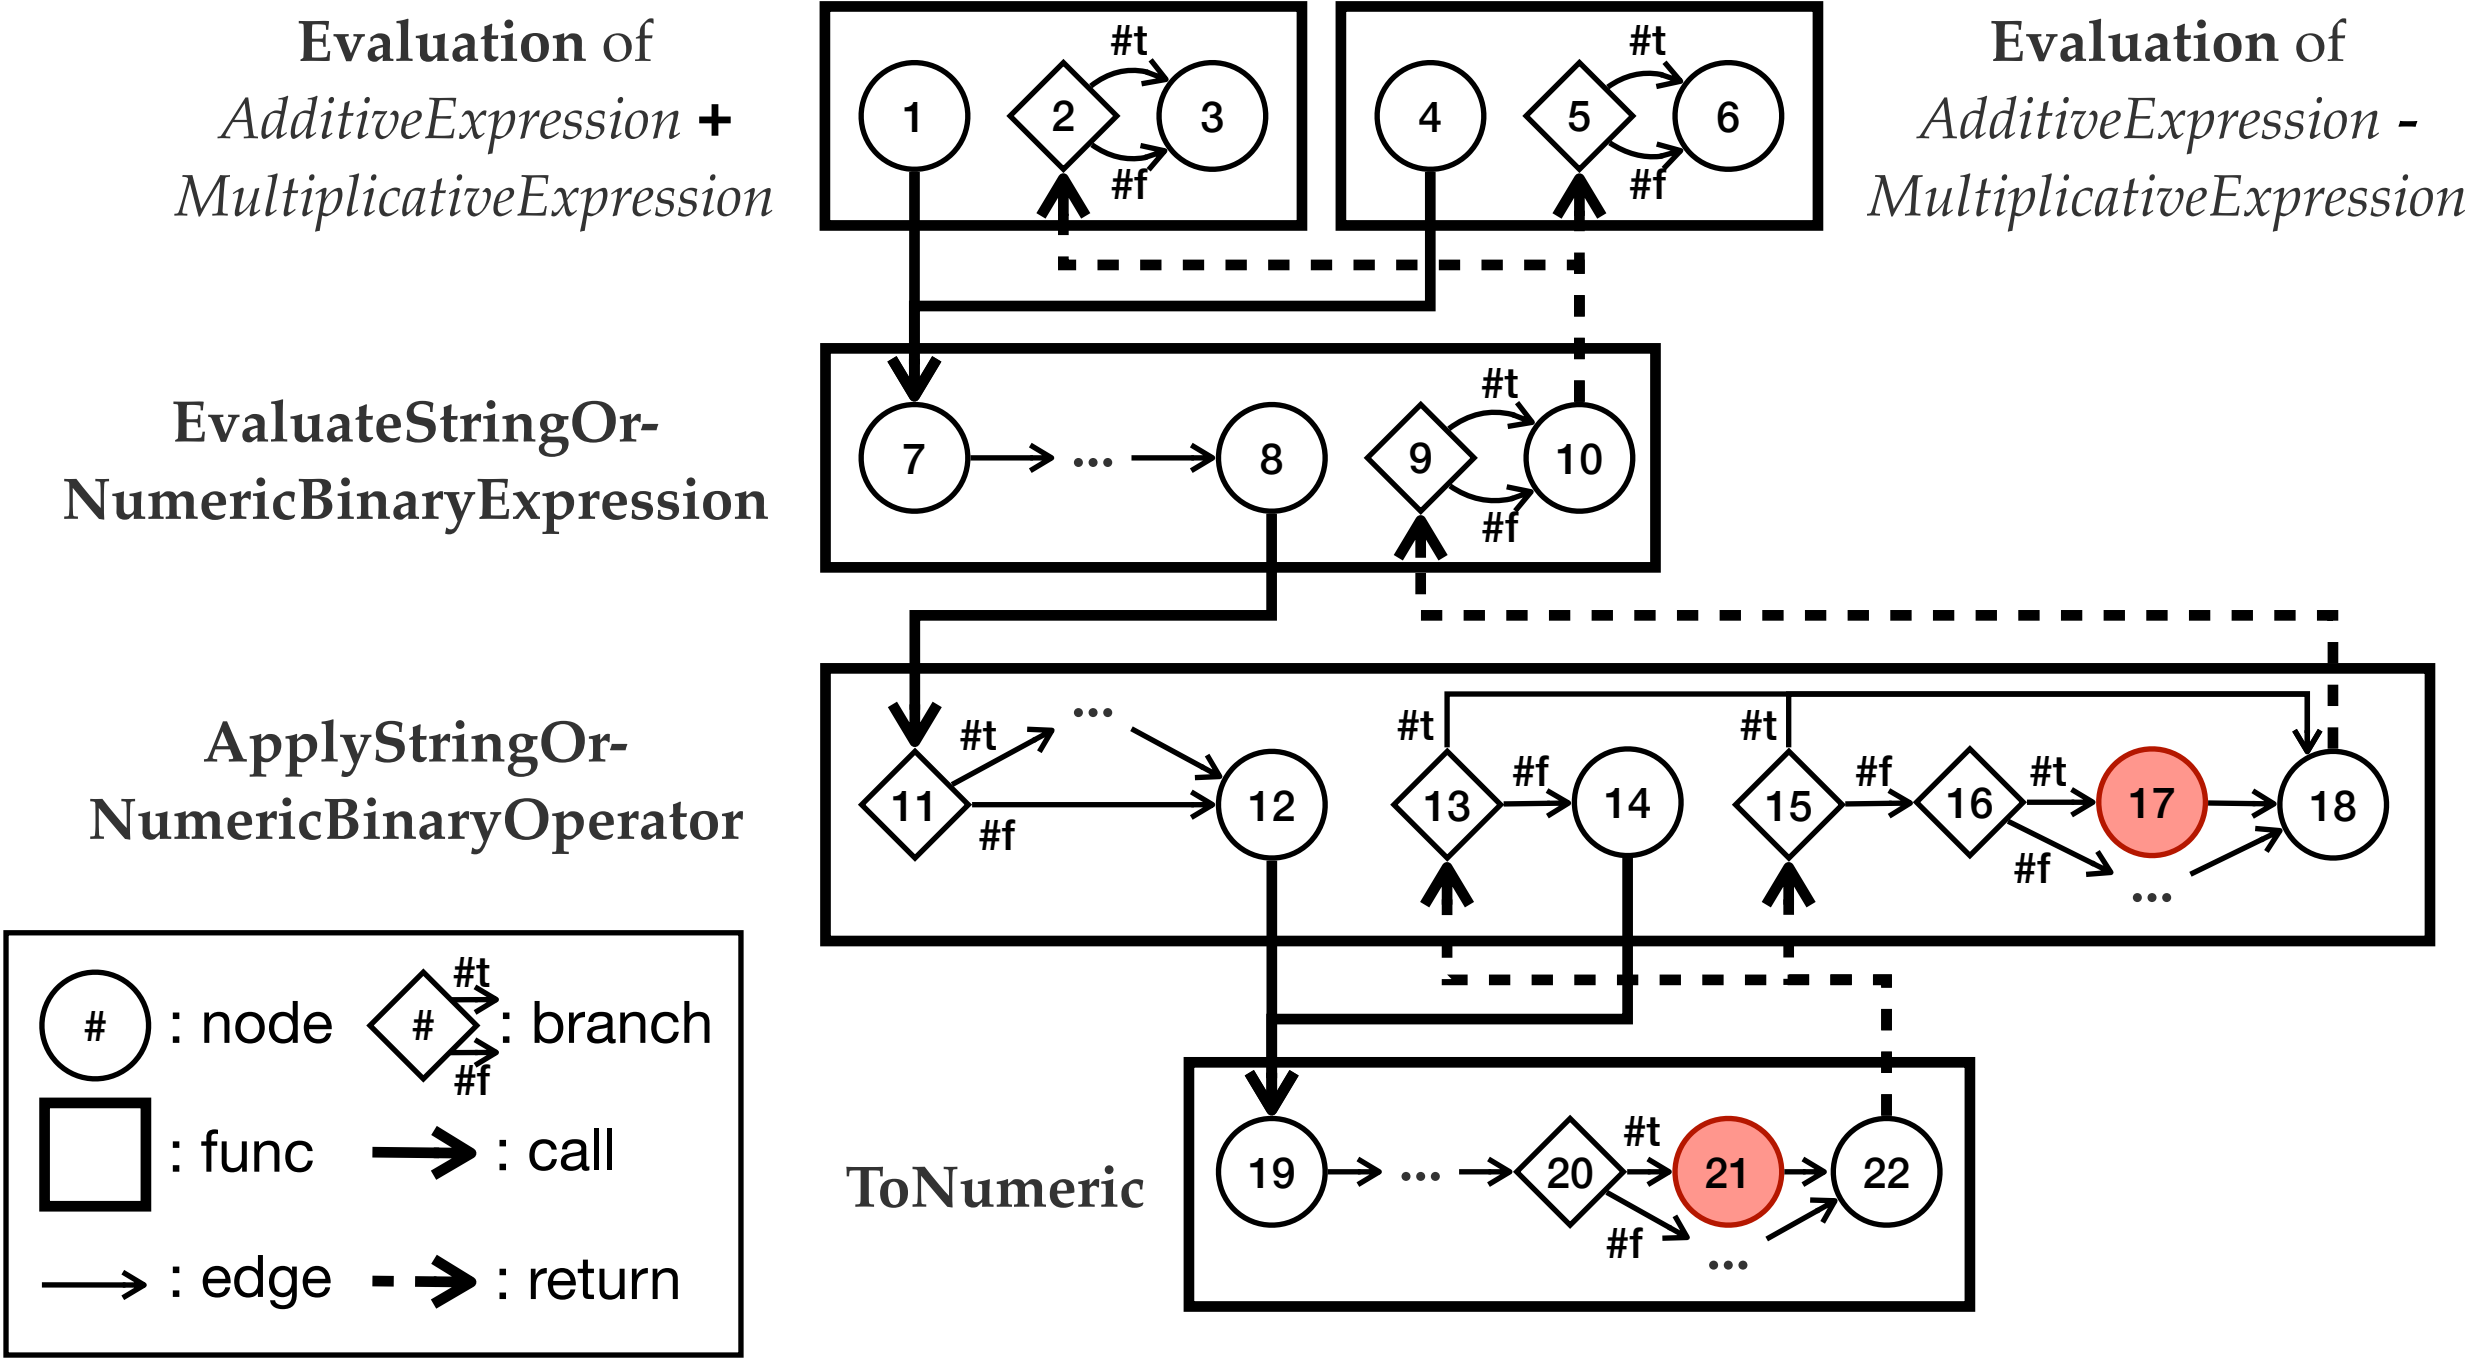 Evaluation of
AdditiveExpression +
MultiplicativeExpression
1
2
#t
#f
3
4
5
#t
#f
6
Evaluation of
AdditiveExpression -
MultiplicativeExpression
EvaluateStringOr-
NumericBinaryExpression
7
...
8
9
#t
#f
10
ApplyStringOr-
NumericBinaryOperator
11
#t
#f
...
12
#t
13
#f
14
#t
15
#f
16
#t
#f
17
...
18
ToNumeric
19
...
20
#t
#f
21
...
22
# : node
# #t #f : branch
: func
: call
: edge
: return